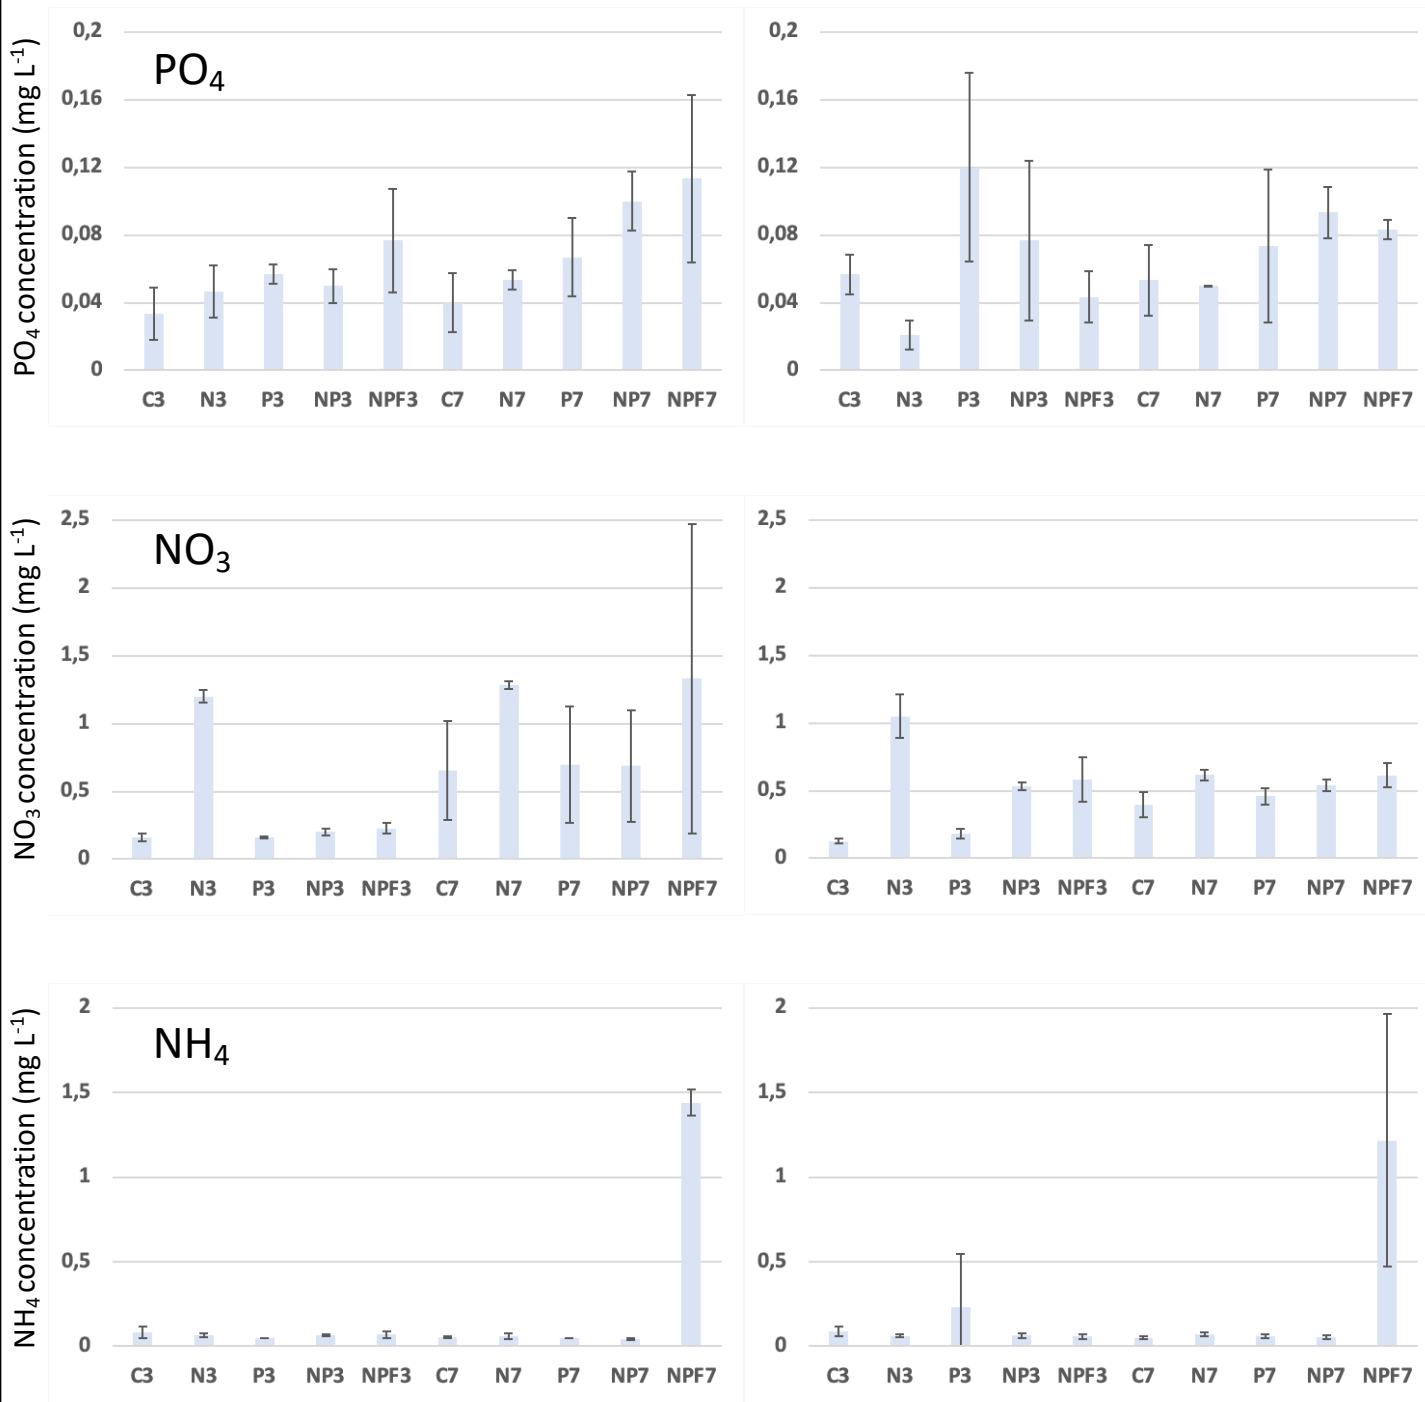 PO₄ concentration (mg L⁻¹)
PO₄
0,2
0,16
0,12
0,08
0,04
0
C3 N3 P3 NP3 NPF3 C7 N7 P7 NP7 NPF7
0,2
0,16
0,12
0,08
0,04
0
C3 N3 P3 NP3 NPF3 C7 N7 P7 NP7 NPF7
NO₃ concentration (mg L⁻¹)
NO₃
2,5
2
1,5
1
0,5
0
C3 N3 P3 NP3 NPF3 C7 N7 P7 NP7 NPF7
2,5
2
1,5
1
0,5
0
C3 N3 P3 NP3 NPF3 C7 N7 P7 NP7 NPF7
NH₄ concentration (mg L⁻¹)
NH₄
2
1,5
1
0,5
0
C3 N3 P3 NP3 NPF3 C7 N7 P7 NP7 NPF7
2
1,5
1
0,5
0
C3 N3 P3 NP3 NPF3 C7 N7 P7 NP7 NPF7